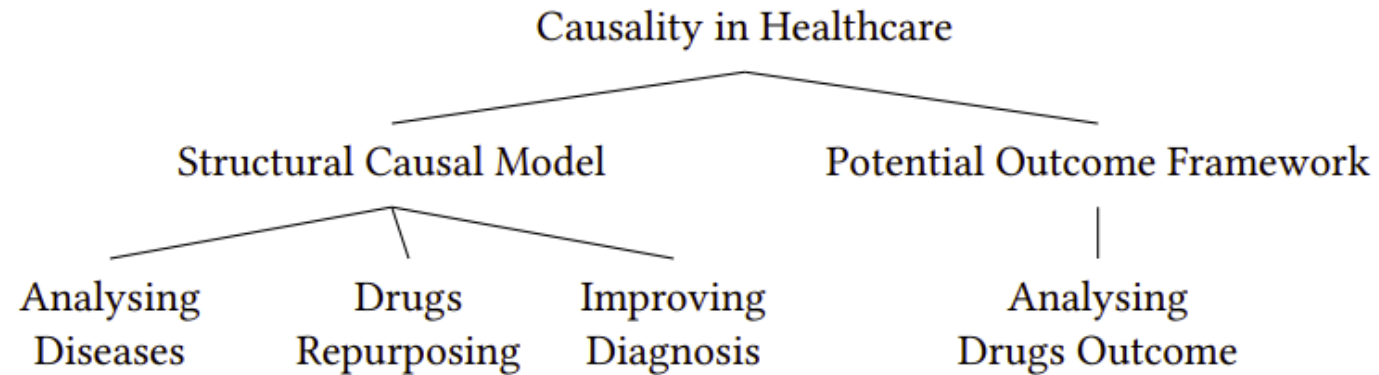 Causality in Healthcare
Structural Causal Model
Potential Outcome Framework
Analysing
Diseases
Drugs
Repurposing
Improving
Diagnosis
Analysing
Drugs Outcome